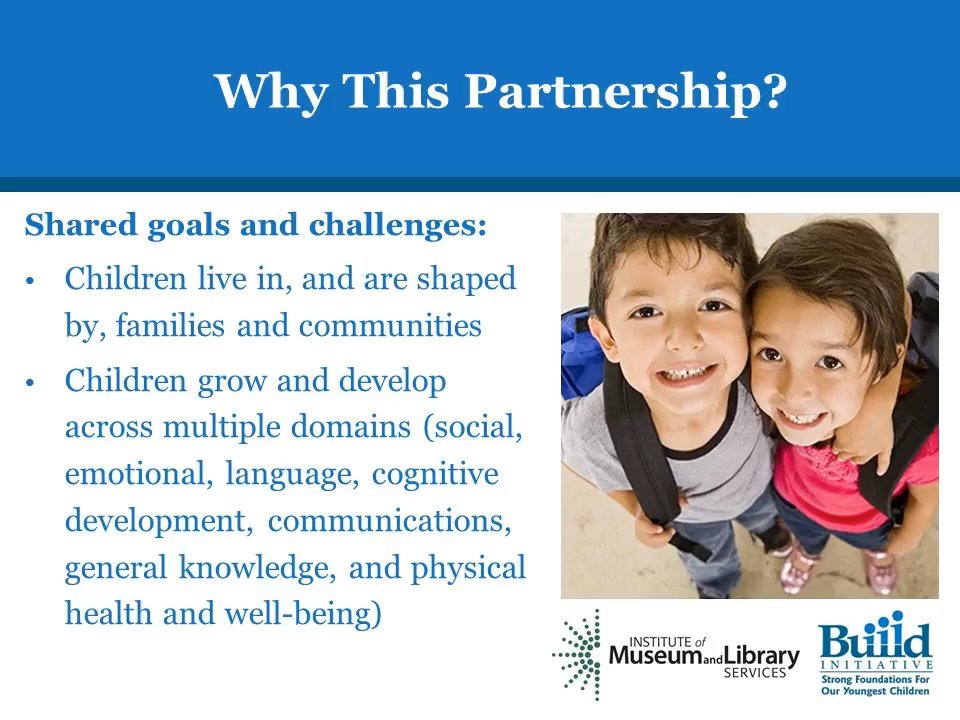 Why This Partnership?
Shared goals and challenges:
• Children live in, and are shaped
by, families and communities
• Children grow and develop
across multiple domains (social,
emotional, language, cognitive
development, communications,
general knowledge, and physical
health and well-being)
INSTITUTE of
Museum and Library
SERVICES
Build
INITIATIVE
Strong Foundations For
Our Youngest Children